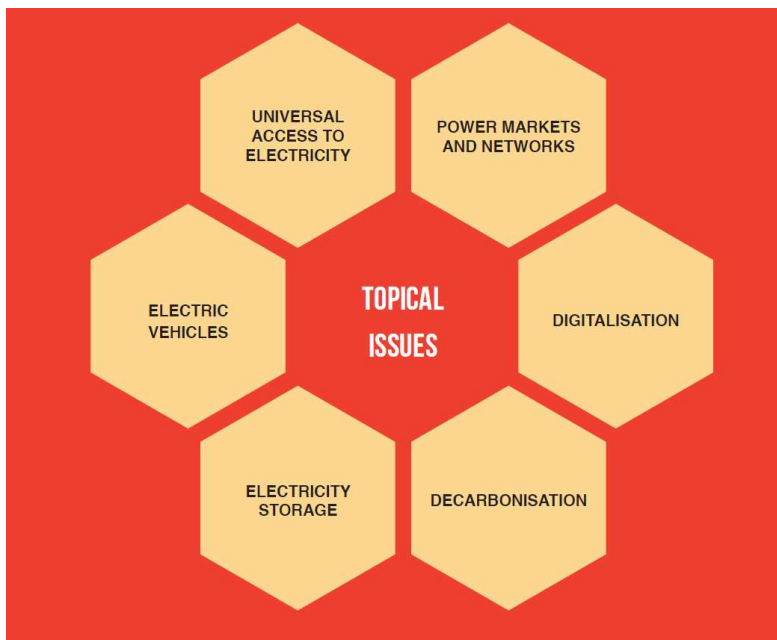 UNIVERSAL
ACCESS TO
ELECTRICITY
POWER MARKETS
AND NETWORKS
ELECTRIC
VEHICLES
TOPICAL
ISSUES
DIGITALISATION
ELECTRICITY
STORAGE
DECARBONISATION